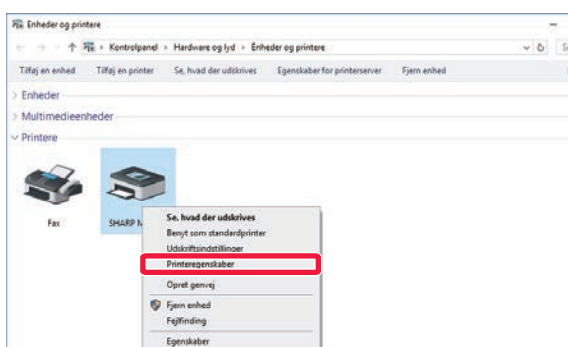 Enheder og printere
Kontrolpanel › Hardware og lyd › Enheder og printere
Tilføj en enhed Tilføj en printer Se, hvad der udskrives Egenskaber for printerserver Fjern enhed
Enheder
Multimedieenheder
Printere
Fax
SHARP
Se, hvad der udskrives
Benyt som standardprinter
Udskriftsindstillinger
Printeregenskaber
Opret genvej
Fjern enhed
Fejlfinding
Egenskaber